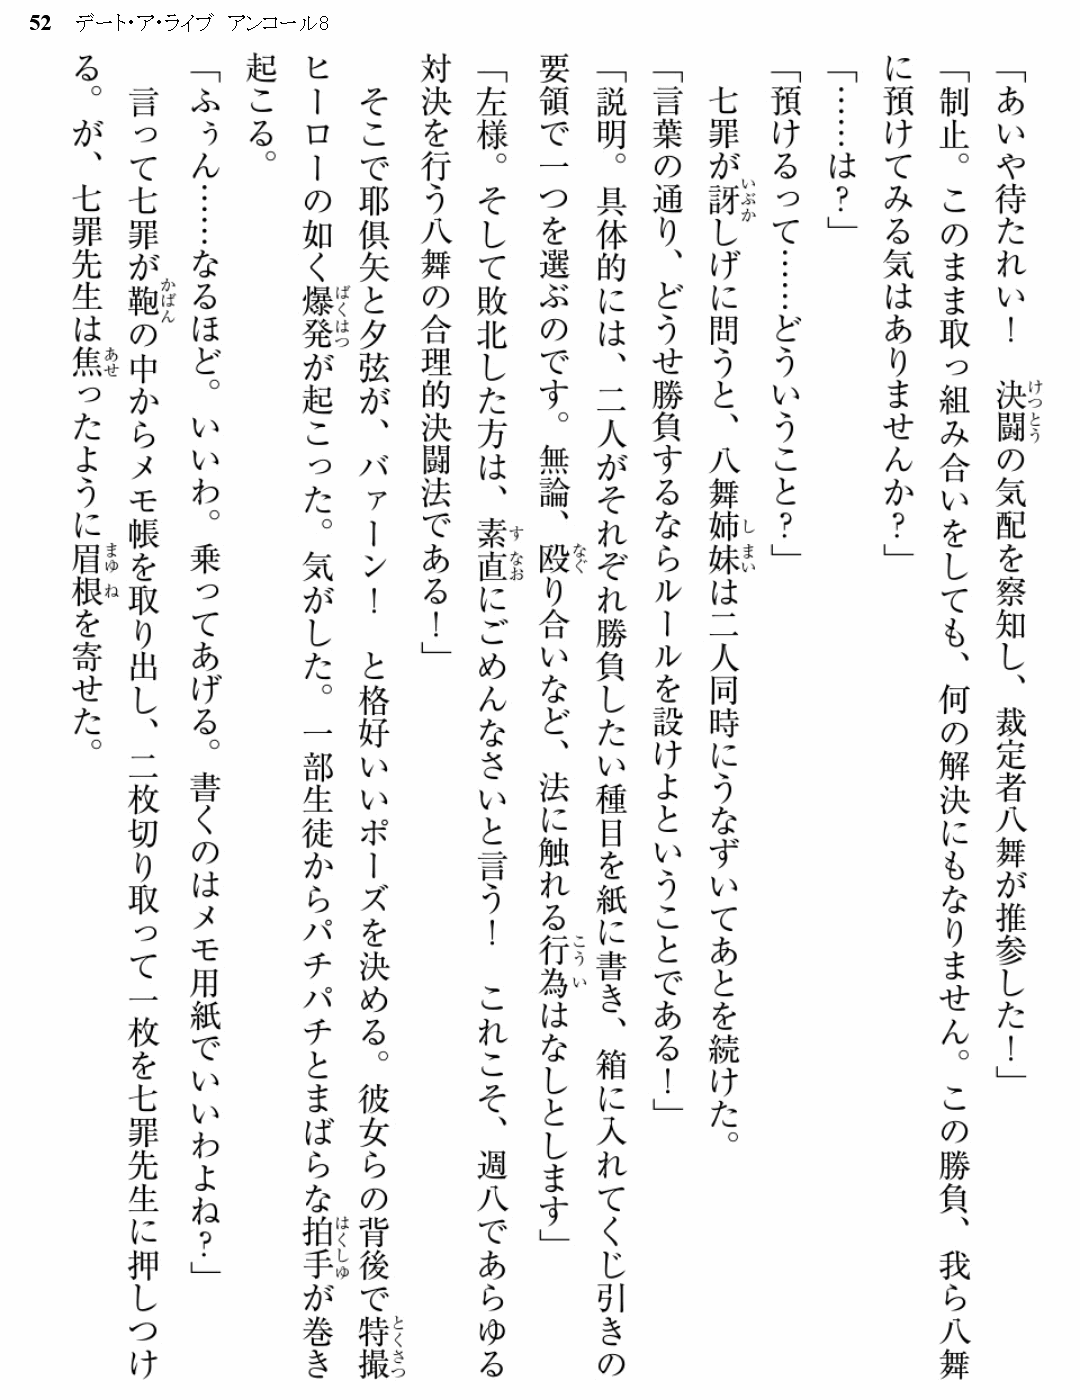 52 デート・ア・ライブ アンコール8
「あいや待たれい！ 決闘の気配を察知し、裁定者八舞が推参した！」
「制止。このまま取っ組み合いをしても、何の解決にもなりません。この勝負、我ら八舞
に預けてみる気はありませんか？」
「……は？」
「預けるって……どういうこと？」
七罪が訝しげに問うと、八舞姉妹は二人同時にうなずいてあとを続けた。
「言葉の通り、どうせ勝負するならルールを設けよということである！」
「説明。具体的には、二人がそれぞれ勝負したい種目を紙に書き、箱に入れてくじ引きの
要領で一つを選ぶのです。無論、殴り合いなど、法に触れる行為はなしとします」
「左様。そして敗北した方は、素直にごめんなさいと言う！ これこそ、週八であらゆる
対決を行う八舞の合理的決闘法である！」
そこで耶倶矢と夕弦が、バァーン！ と格好いいポーズを決める。彼女らの背後で特撮
ヒーローの如く爆発が起こった。気がした。一部生徒からパチパチとまばらな拍手が巻き
起こる。
「ふぅん……なるほど。いいわ。乗ってあげる。書くのはメモ用紙でいいわよね？」
言って七罪が鞄の中からメモ帳を取り出し、二枚切り取って一枚を七罪先生に押しつけ
る。が、七罪先生は焦ったように眉根を寄せた。